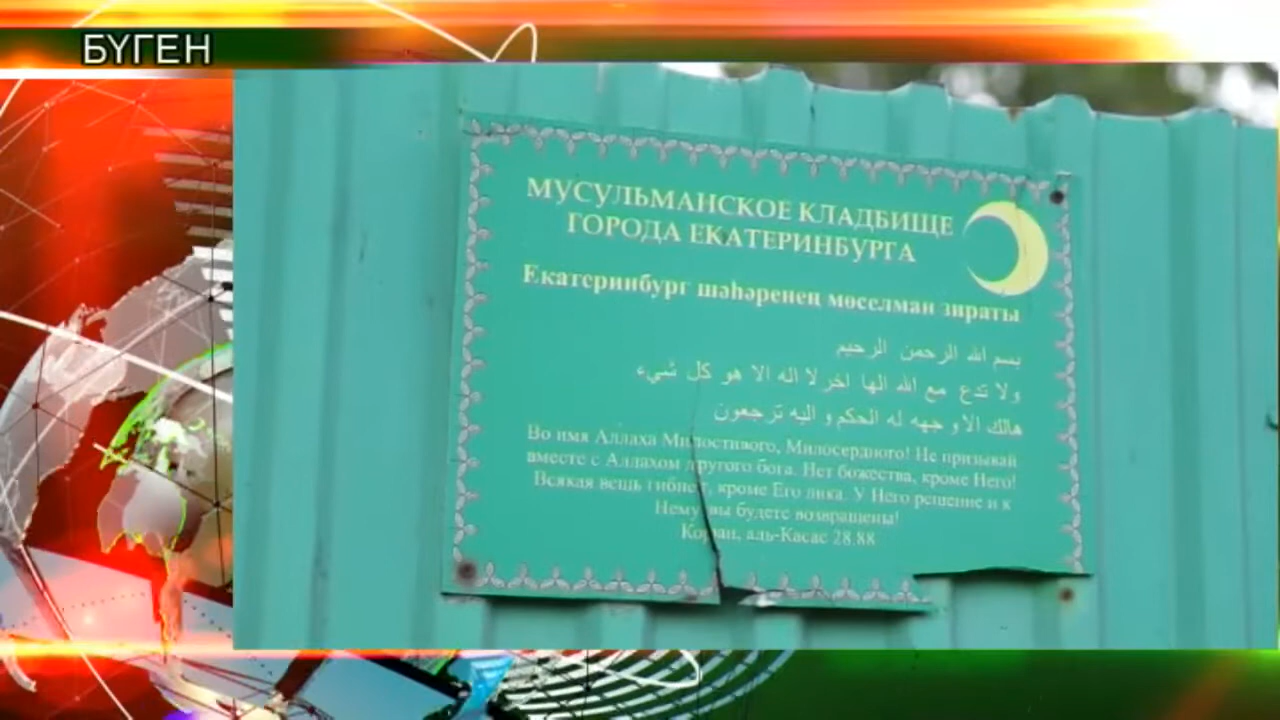 БҮГЕН
МУСУЛЬМАНСКОЕ КЛАДБИЩЕ
ГОРОДА ЕКАТЕРИНБУРГА
Екатеринбург шәһәренең мөселман зираты
بسم الله الرحمن الرحيم
ولا تدع مع الله الها اخر لا اله الا هو كل شيء
هالك الا و جهه له الحكم و اليه ترجعون
Во имя Аллаха Милостивого, Милосердного! Не призывай
вместе с Аллахом другого бога. Нет божества, кроме Него!
Всякая вещь гибнет, кроме Его лика. У Него решение и к
Нему вы будете возвращены!
Коран, аль-Касас 28.88